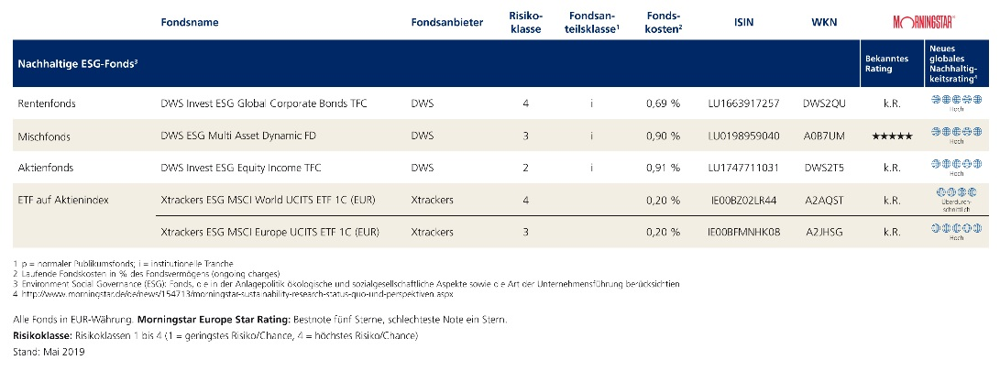 Fondsname Fondsanbieter Risiko-klasse Fondsan-teilsklasse¹ Fonds-kosten² ISIN WKN MORNINGSTAR
Nachhaltige ESG-Fonds³ Bekanntes Rating Neues globales Nachhaltig-keitsrating⁴
Rentenfonds DWS Invest ESG Global Corporate Bonds TFC DWS 4 i 0,69 % LU1663917257 DWS2QU k.R. Hoch
Mischfonds DWS ESG Multi Asset Dynamic FD DWS 3 i 0,90 % LU0198959040 A0B7UM ★★★★★ Hoch
Aktienfonds DWS Invest ESG Equity Income TFC DWS 2 i 0,91 % LU1747711031 DWS2T5 k.R. Hoch
ETF auf Aktienindex Xtrackers ESG MSCI World UCITS ETF 1C (EUR) Xtrackers 4 0,20 % IE00BZ02LR44 A2AQST k.R. Überdurch-schnittlich
Xtrackers ESG MSCI Europe UCITS ETF 1C (EUR) Xtrackers 3 0,20 % IE00BFMNHK08 A2JHSG k.R. Hoch
1 p = normaler Publikumsfonds; i = institutionelle Tranche
2 Laufende Fondskosten in % des Fondsvermögens (ongoing charges)
3 Environment Social Governance (ESG): Fonds, die in der Anlagepolitik ökologische und sozialgesellschaftliche Aspekte sowie die Art der Unternehmensführung berücksichtien
4 http://www.morningstar.de/de/news/154713/morningstar-sustainability-research-status-quo-und-perspektiven.aspx
Alle Fonds in EUR-Währung. Morningstar Europe Star Rating: Bestnote fünf Sterne, schlechteste Note ein Stern.
Risikoklasse: Risikoklassen 1 bis 4 (1 = geringstes Risiko/Chance, 4 = höchstes Risiko/Chance)
Stand: Mai 2019